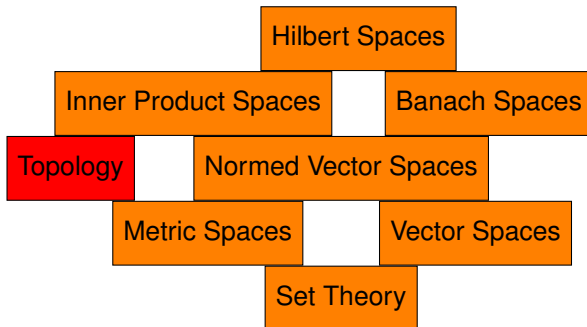 Hilbert Spaces
Inner Product Spaces
Banach Spaces
Topology
Normed Vector Spaces
Metric Spaces
Vector Spaces
Set Theory